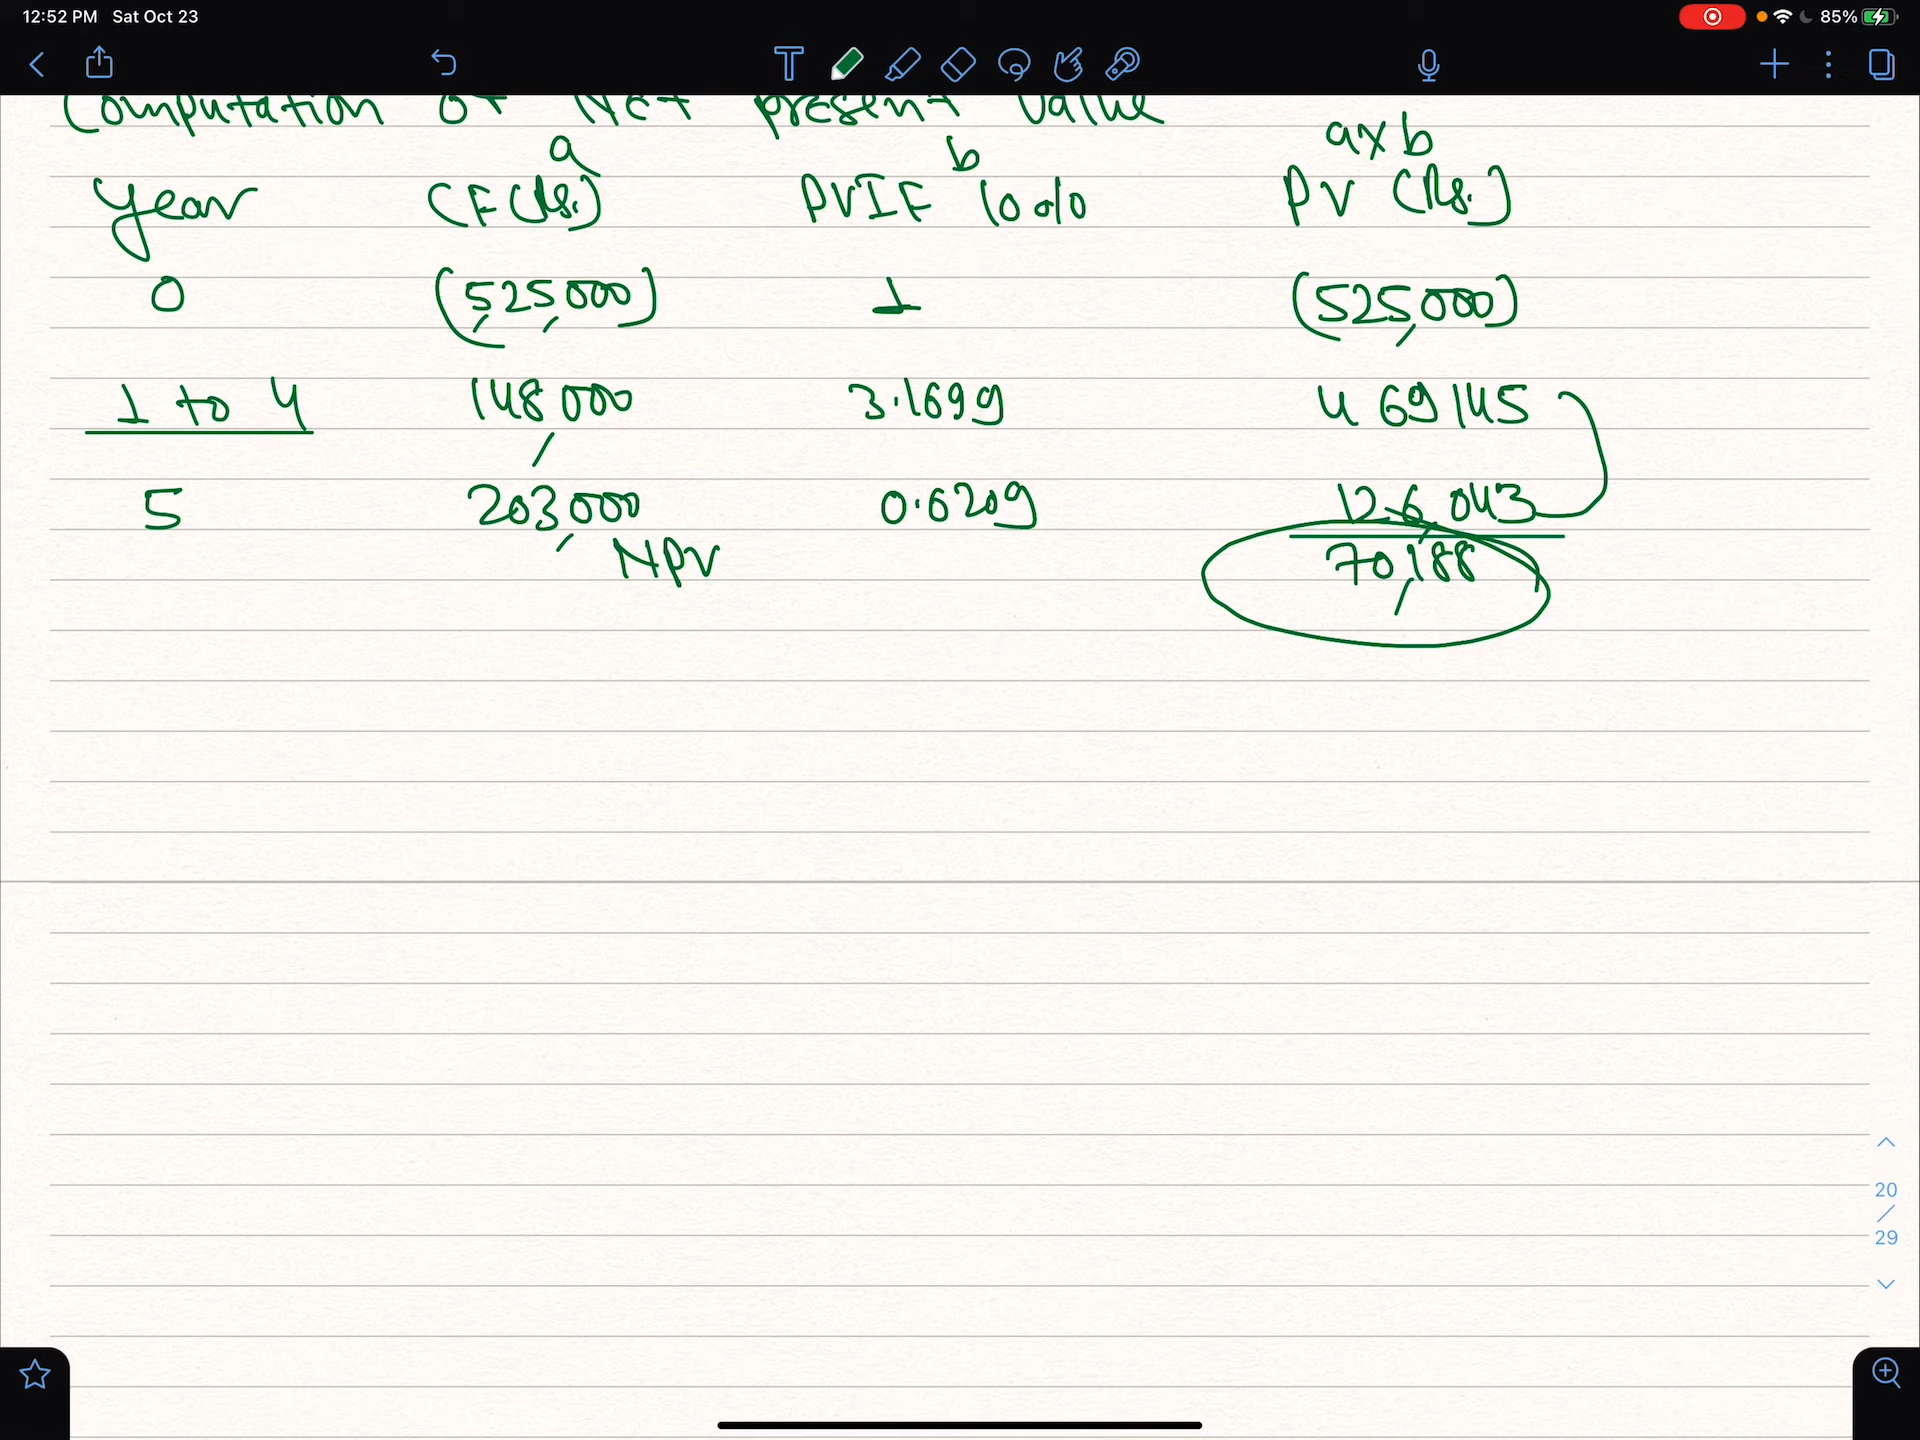 12:52 PM Sat Oct 23
85%
Computation of Net present value
a b a x b
year CF (Rs.) PVIF 10 % PV (Rs.)
0 (525,000) 1 (525,000)
1 to 4 148,000 3.1699 469145
5 203,000 0.6209 126,043
NPV 70,188
20
/
29